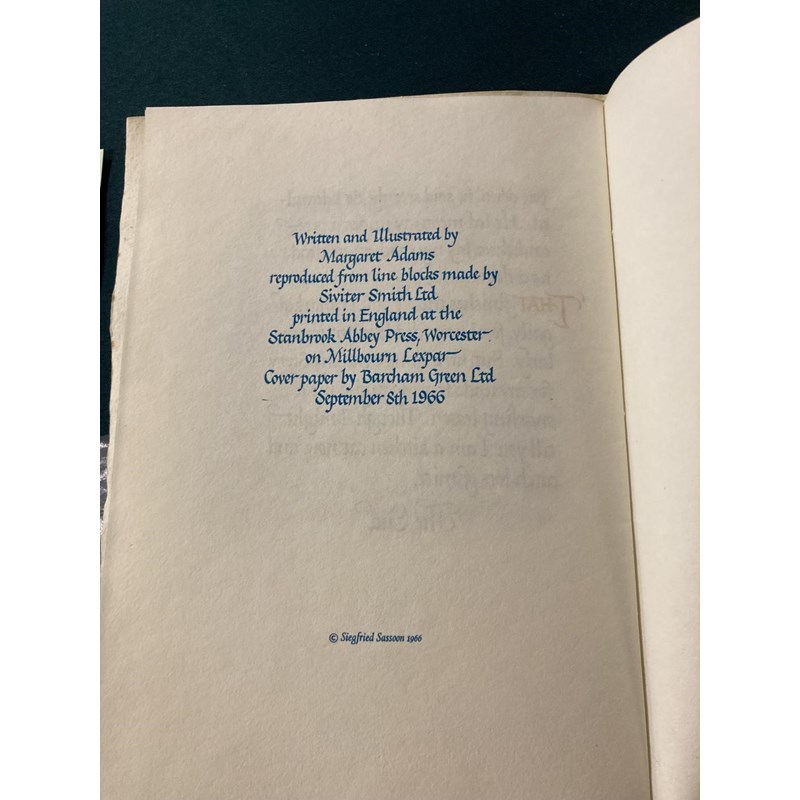 Written and Illustrated by
Margaret Adams
reproduced from line blocks made by
Siviter Smith Ltd
printed in England at the
Stanbrook Abbey Press, Worcester
on Millbourn Lexpar
Cover paper by Barcham Green Ltd
September 8th 1966
© Siegfried Sassoon 1966